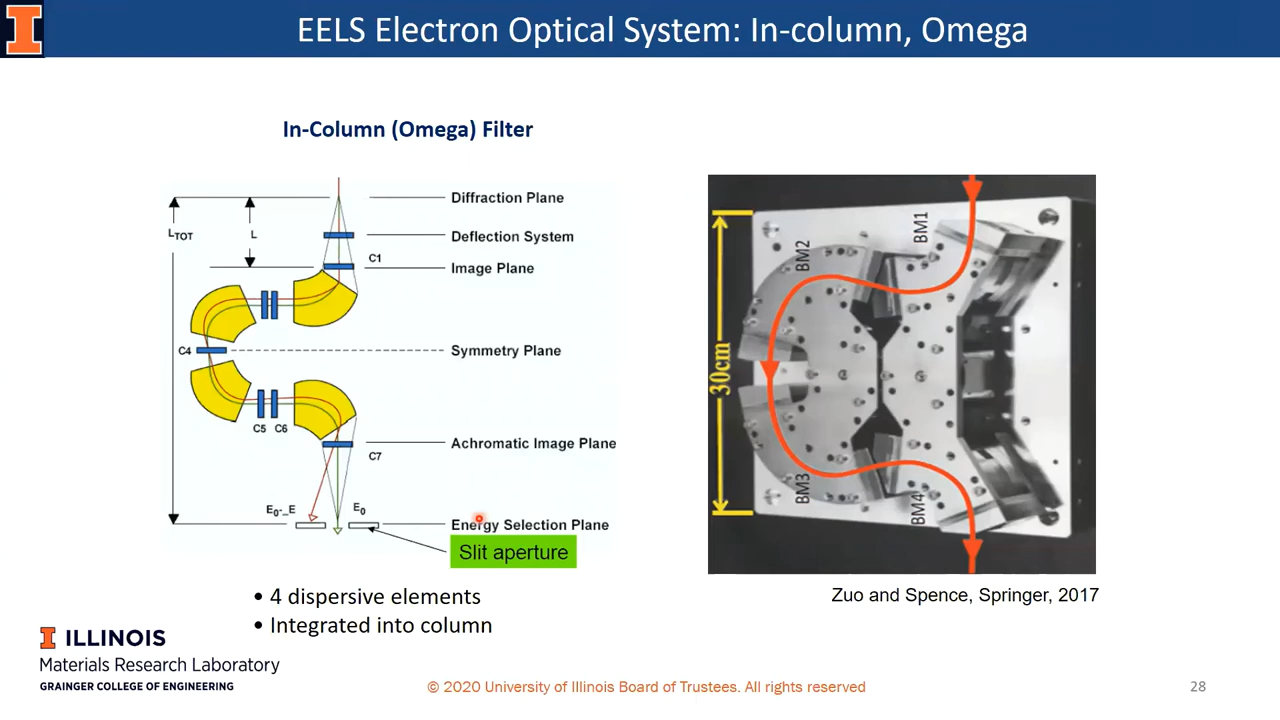 I
EELS Electron Optical System: In-column, Omega
In-Column (Omega) Filter
Diffraction Plane
Deflection System
LTOT
L
C1
Image Plane
C4
Symmetry Plane
C5 C6
Achromatic Image Plane
C7
E0-_E
E0
Energy Selection Plane
Slit aperture
BM1
BM2
30cm
BM3
BM4
Zuo and Spence, Springer, 2017
• 4 dispersive elements
• Integrated into column
I ILLINOIS
Materials Research Laboratory
GRAINGER COLLEGE OF ENGINEERING
© 2020 University of Illinois Board of Trustees. All rights reserved
28